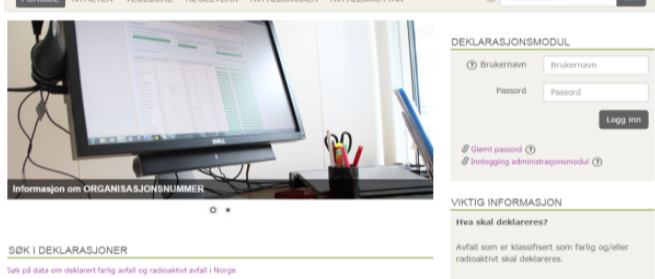 DEKLARASJONSMODUL
Brukernavn Brukernavn
Passord Passord
Logg inn
Glemt passord
Innlogging administrasjonsmodul
DELL
Informasjon om ORGANISASJONSNUMMER
VIKTIG INFORMASJON
Hva skal deklareres?
Avfall som er klassifisert som farlig og/eller
radioaktivt skal deklareres.
SØK I DEKLARASJONER
Søk på data om deklarert farlig avfall og radioaktivt avfall i Norge